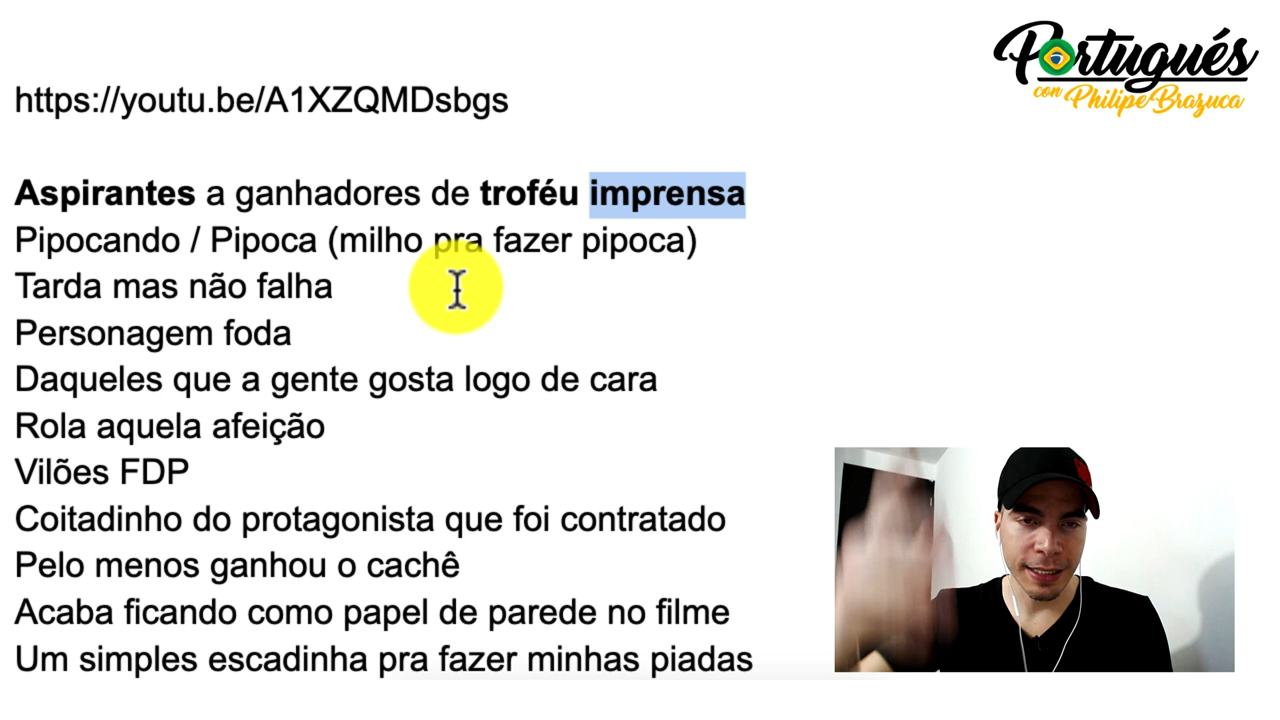 Portugués
con PhilipeBrazuca
https://youtu.be/A1XZQMDsbgs
Aspirantes a ganhadores de troféu imprensa
Pipocando / Pipoca (milho pra fazer pipoca)
Tarda mas não falha
Personagem foda
Daqueles que a gente gosta logo de cara
Rola aquela afeição
Vilões FDP
Coitadinho do protagonista que foi contratado
Pelo menos ganhou o cachê
Acaba ficando como papel de parede no filme
Um simples escadinha pra fazer minhas piadas